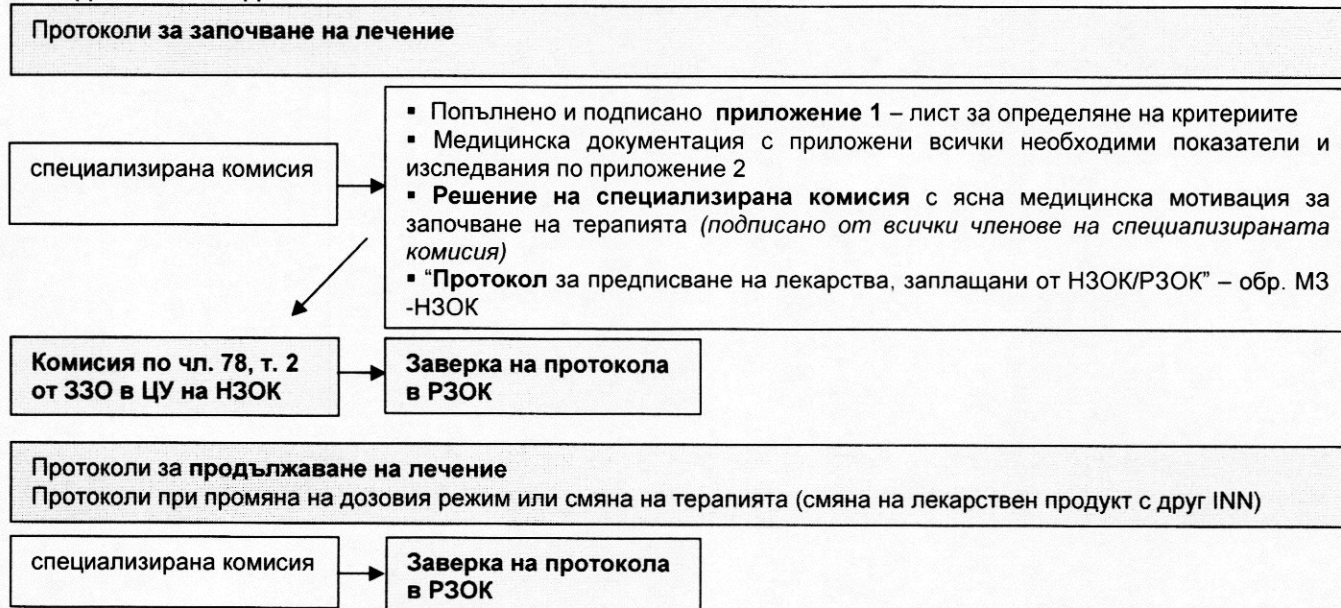 Протоколи за започване на лечение
специализирана комисия
▪ Попълнено и подписано приложение 1 – лист за определяне на критериите
▪ Медицинска документация с приложени всички необходими показатели и
изследвания по приложение 2
▪ Решение на специализирана комисия с ясна медицинска мотивация за
започване на терапията (подписано от всички членове на специализираната
комисия)
▪ “Протокол за предписване на лекарства, заплащани от НЗОК/РЗОК” – обр. МЗ
-НЗОК
Комисия по чл. 78, т. 2
от ЗЗО в ЦУ на НЗОК
Заверка на протокола
в РЗОК
Протоколи за продължаване на лечение
Протоколи при промяна на дозовия режим или смяна на терапията (смяна на лекарствен продукт с друг INN)
специализирана комисия
Заверка на протокола
в РЗОК